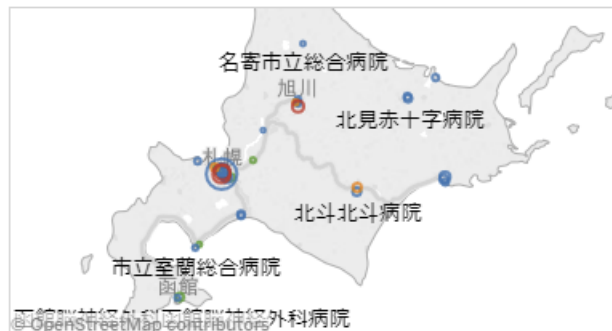 名寄市立総合病院
旭川
北見赤十字病院
札幌
北斗北斗病院
市立室蘭総合病院
函館
函館脳神経外科函館脳神経外科病院
© OpenStreetMap contributors